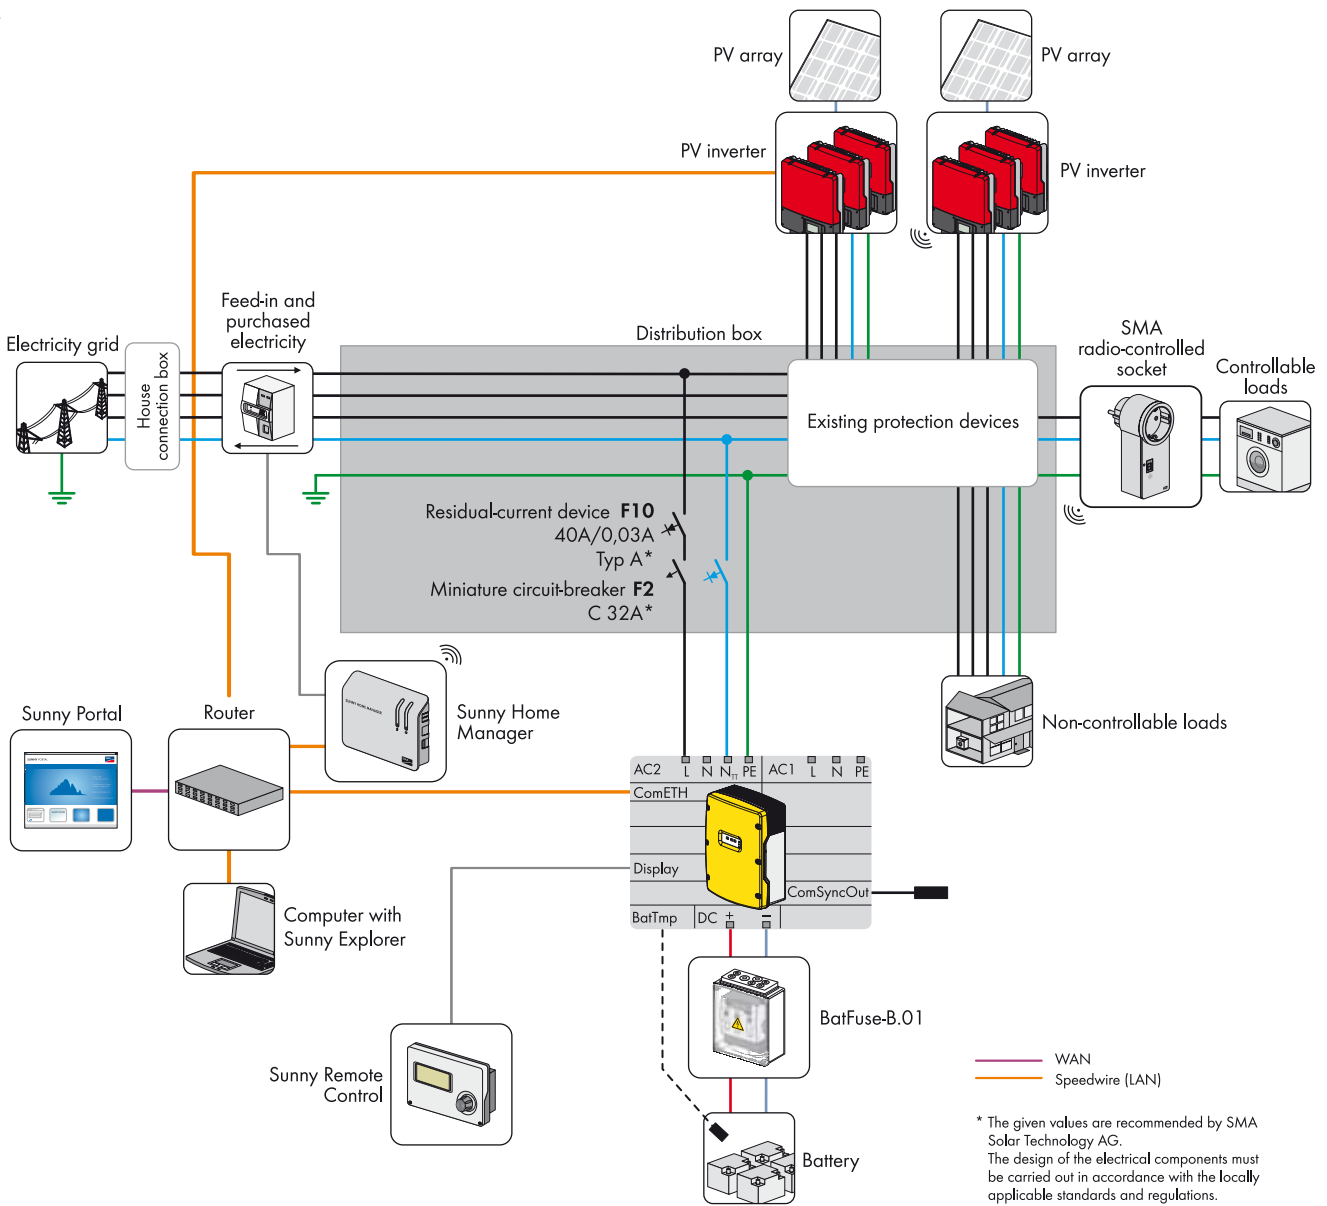 PV array
PV array
PV inverter
PV inverter
Feed-in and
purchased
electricity
Electricity grid
House
connection box
Distribution box
Existing protection devices
SMA
radio-controlled
socket
Controllable
loads
Residual-current device F10
40A/0,03A
Typ A*
Miniature circuit-breaker F2
C 32A*
Sunny Portal
SUNNY PORTAL
Router
SUNNY HOME MANAGER
Sunny Home
Manager
Non-controllable loads
AC2 L N NTT PE AC1 L N PE
ComETH
Display
ComSyncOut
BatTmp DC + −
Computer with
Sunny Explorer
BatFuse-B.01
Sunny Remote
Control
Battery
WAN
Speedwire (LAN)
* The given values are recommended by SMA
Solar Technology AG.
The design of the electrical components must
be carried out in accordance with the locally
applicable standards and regulations.